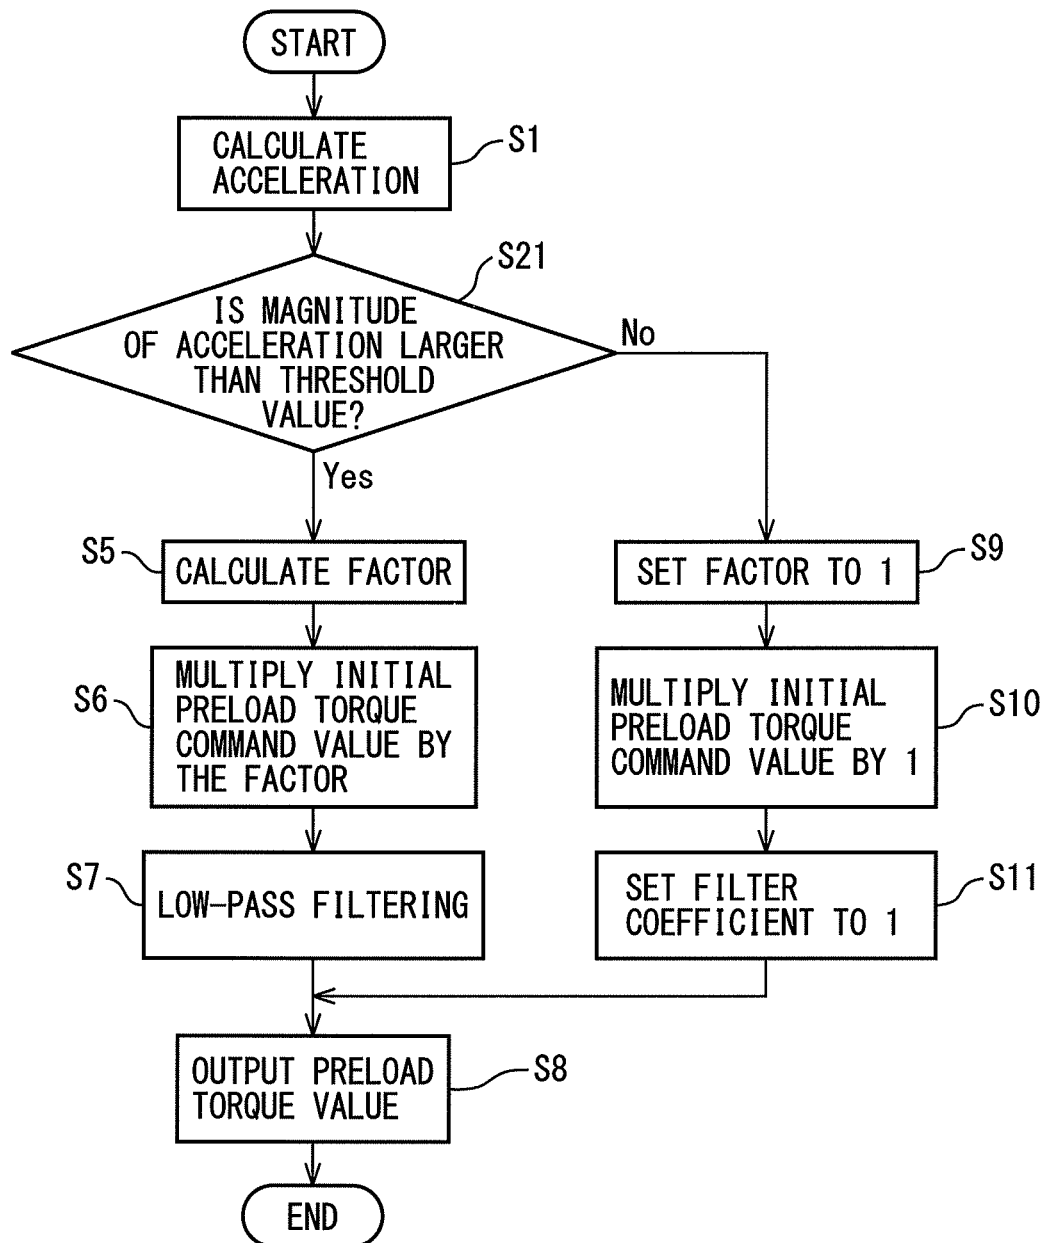 START
CALCULATE
ACCELERATION
S1
S21
IS MAGNITUDE
OF ACCELERATION LARGER
THAN THRESHOLD
VALUE?
No
Yes
S5
CALCULATE FACTOR
SET FACTOR TO 1
S9
S6
MULTIPLY INITIAL
PRELOAD TORQUE
COMMAND VALUE BY
THE FACTOR
MULTIPLY INITIAL
PRELOAD TORQUE
COMMAND VALUE BY 1
S10
S7
LOW-PASS FILTERING
SET FILTER
COEFFICIENT TO 1
S11
OUTPUT PRELOAD
TORQUE VALUE
S8
END